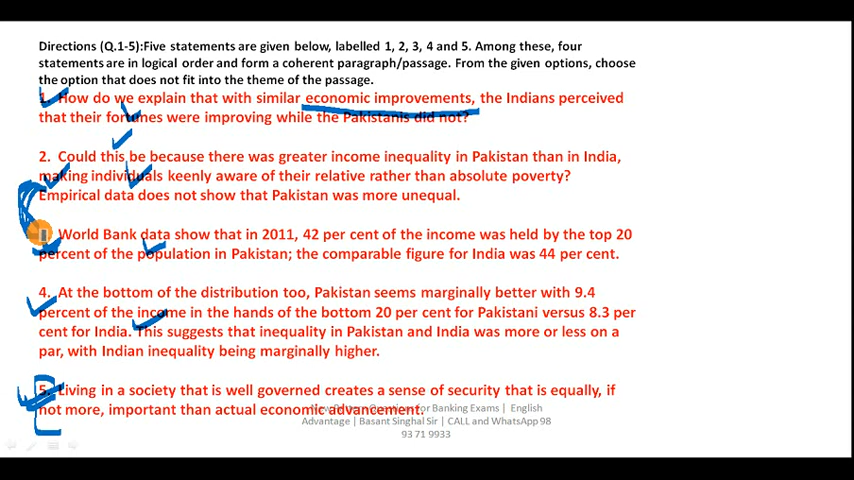 Directions (Q.1-5):Five statements are given below, labelled 1, 2, 3, 4 and 5. Among these, four
statements are in logical order and form a coherent paragraph/passage. From the given options, choose
the option that does not fit into the theme of the passage.
1. How do we explain that with similar economic improvements, the Indians perceived
that their fortunes were improving while the Pakistanis did not?
2. Could this be because there was greater income inequality in Pakistan than in India,
making individuals keenly aware of their relative rather than absolute poverty?
Empirical data does not show that Pakistan was more unequal.
World Bank data show that in 2011, 42 per cent of the income was held by the top 20
percent of the population in Pakistan; the comparable figure for India was 44 per cent.
4. At the bottom of the distribution too, Pakistan seems marginally better with 9.4
percent of the income in the hands of the bottom 20 per cent for Pakistani versus 8.3 per
cent for India. This suggests that inequality in Pakistan and India was more or less on a
par, with Indian inequality being marginally higher.
5. Living in a society that is well governed creates a sense of security that is equally, if
not more, important than actual economic advancement.
for Banking Exams | English
Advantage | Basant Singhal Sir | CALL and WhatsApp 98
93 71 9933